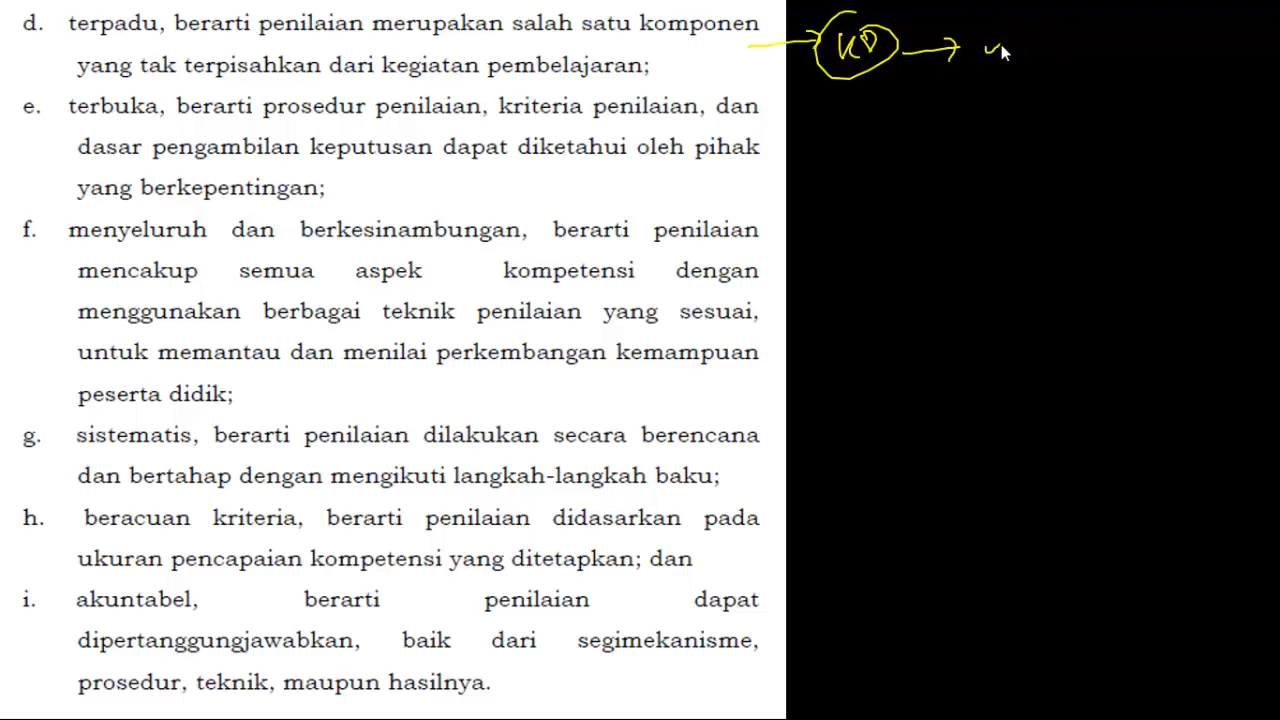 d. terpadu, berarti penilaian merupakan salah satu komponen
yang tak terpisahkan dari kegiatan pembelajaran;
KD
e. terbuka, berarti prosedur penilaian, kriteria penilaian, dan
dasar pengambilan keputusan dapat diketahui oleh pihak
yang berkepentingan;
f. menyeluruh dan berkesinambungan, berarti penilaian
mencakup semua aspek kompetensi dengan
menggunakan berbagai teknik penilaian yang sesuai,
untuk memantau dan menilai perkembangan kemampuan
peserta didik;
g. sistematis, berarti penilaian dilakukan secara berencana
dan bertahap dengan mengikuti langkah-langkah baku;
h. beracuan kriteria, berarti penilaian didasarkan pada
ukuran pencapaian kompetensi yang ditetapkan; dan
i. akuntabel, berarti penilaian dapat
dipertanggungjawabkan, baik dari segimekanisme,
prosedur, teknik, maupun hasilnya.